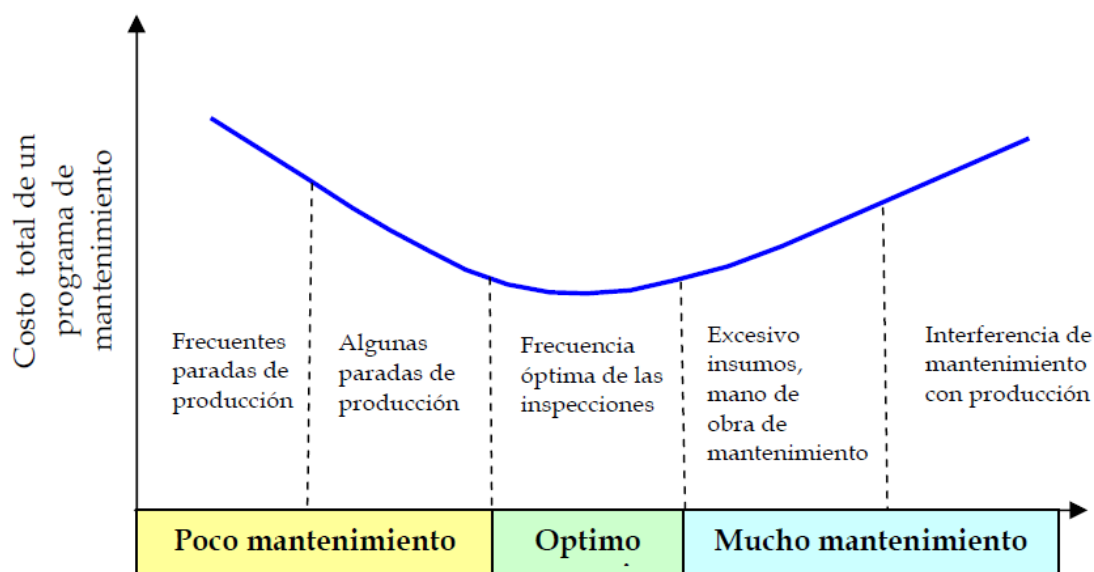 Costo total de un
programa de
mantenimiento
Frecuentes
paradas de
producción
Algunas
paradas de
producción
Frecuencia
óptima de las
inspecciones
Excesivo
insumos,
mano de
obra de
mantenimiento
Interferencia de
mantenimiento
con producción
Poco mantenimiento
Optimo
Mucho mantenimiento